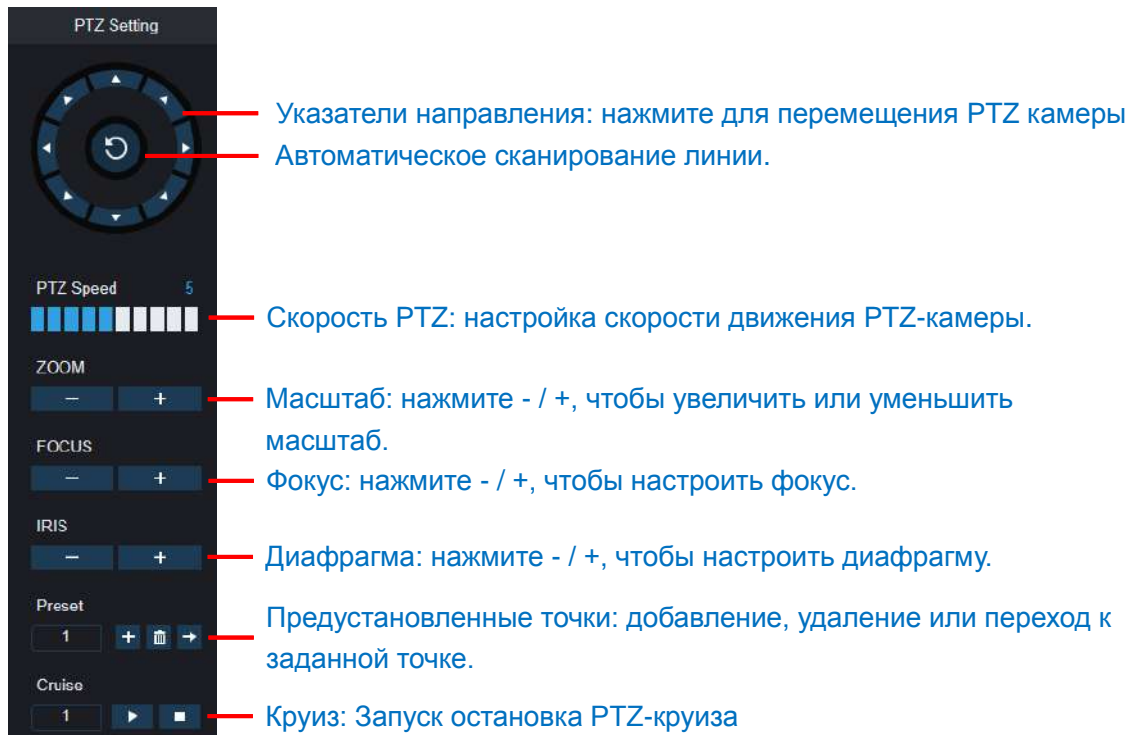 PTZ Setting
Указатели направления: нажмите для перемещения PTZ камеры
Автоматическое сканирование линии.
PTZ Speed 5
Скорость PTZ: настройка скорости движения PTZ-камеры.
ZOOM
− +
Масштаб: нажмите - / +, чтобы увеличить или уменьшить
масштаб.
FOCUS
− +
Фокус: нажмите - / +, чтобы настроить фокус.
IRIS
− +
Диафрагма: нажмите - / +, чтобы настроить диафрагму.
Preset
1 +
Предустановленные точки: добавление, удаление или переход к
заданной точке.
Cruise
1
Круиз: Запуск остановка PTZ-круиза